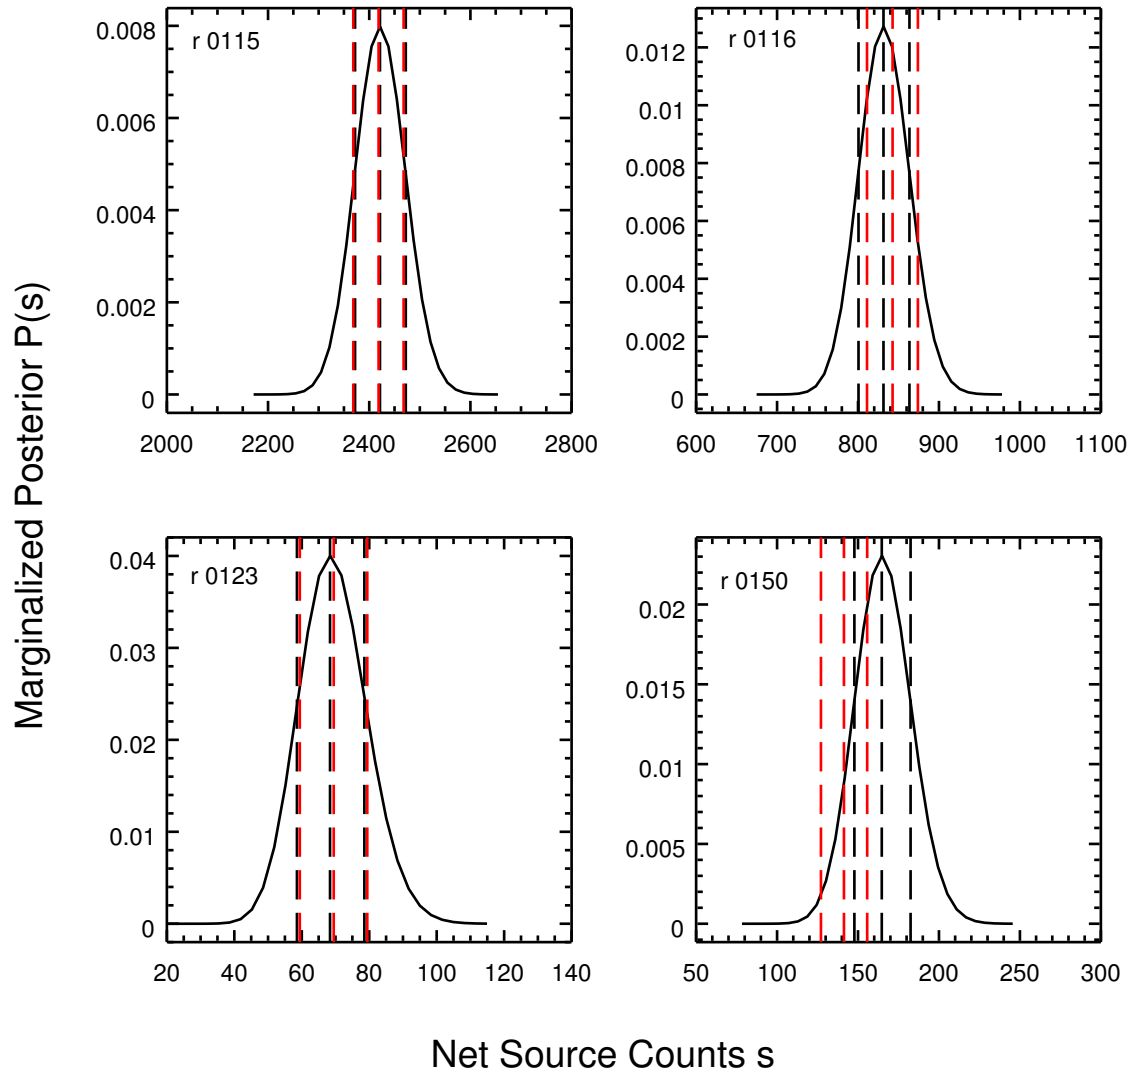 Marginalized Posterior P(s)
r 0115
0.008
0.006
0.004
0.002
0
2000 2200 2400 2600 2800
r 0116
0.012
0.01
0.008
0.006
0.004
0.002
0
600 700 800 900 1000 1100
r 0123
0.04
0.03
0.02
0.01
0
20 40 60 80 100 120 140
r 0150
0.02
0.015
0.01
0.005
0
50 100 150 200 250 300
Net Source Counts s